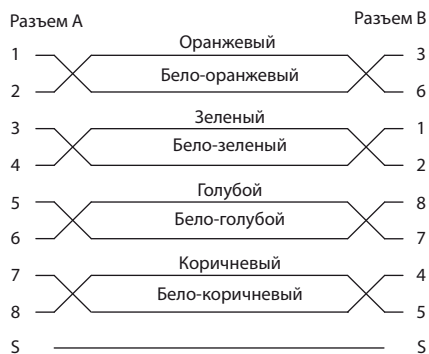 Разъем А Разъем В
Оранжевый
1 3
Бело-оранжевый
2 6
Зеленый
3 1
Бело-зеленый
4 2
Голубой
5 8
Бело-голубой
6 7
Коричневый
7 4
Бело-коричневый
8 5
S S